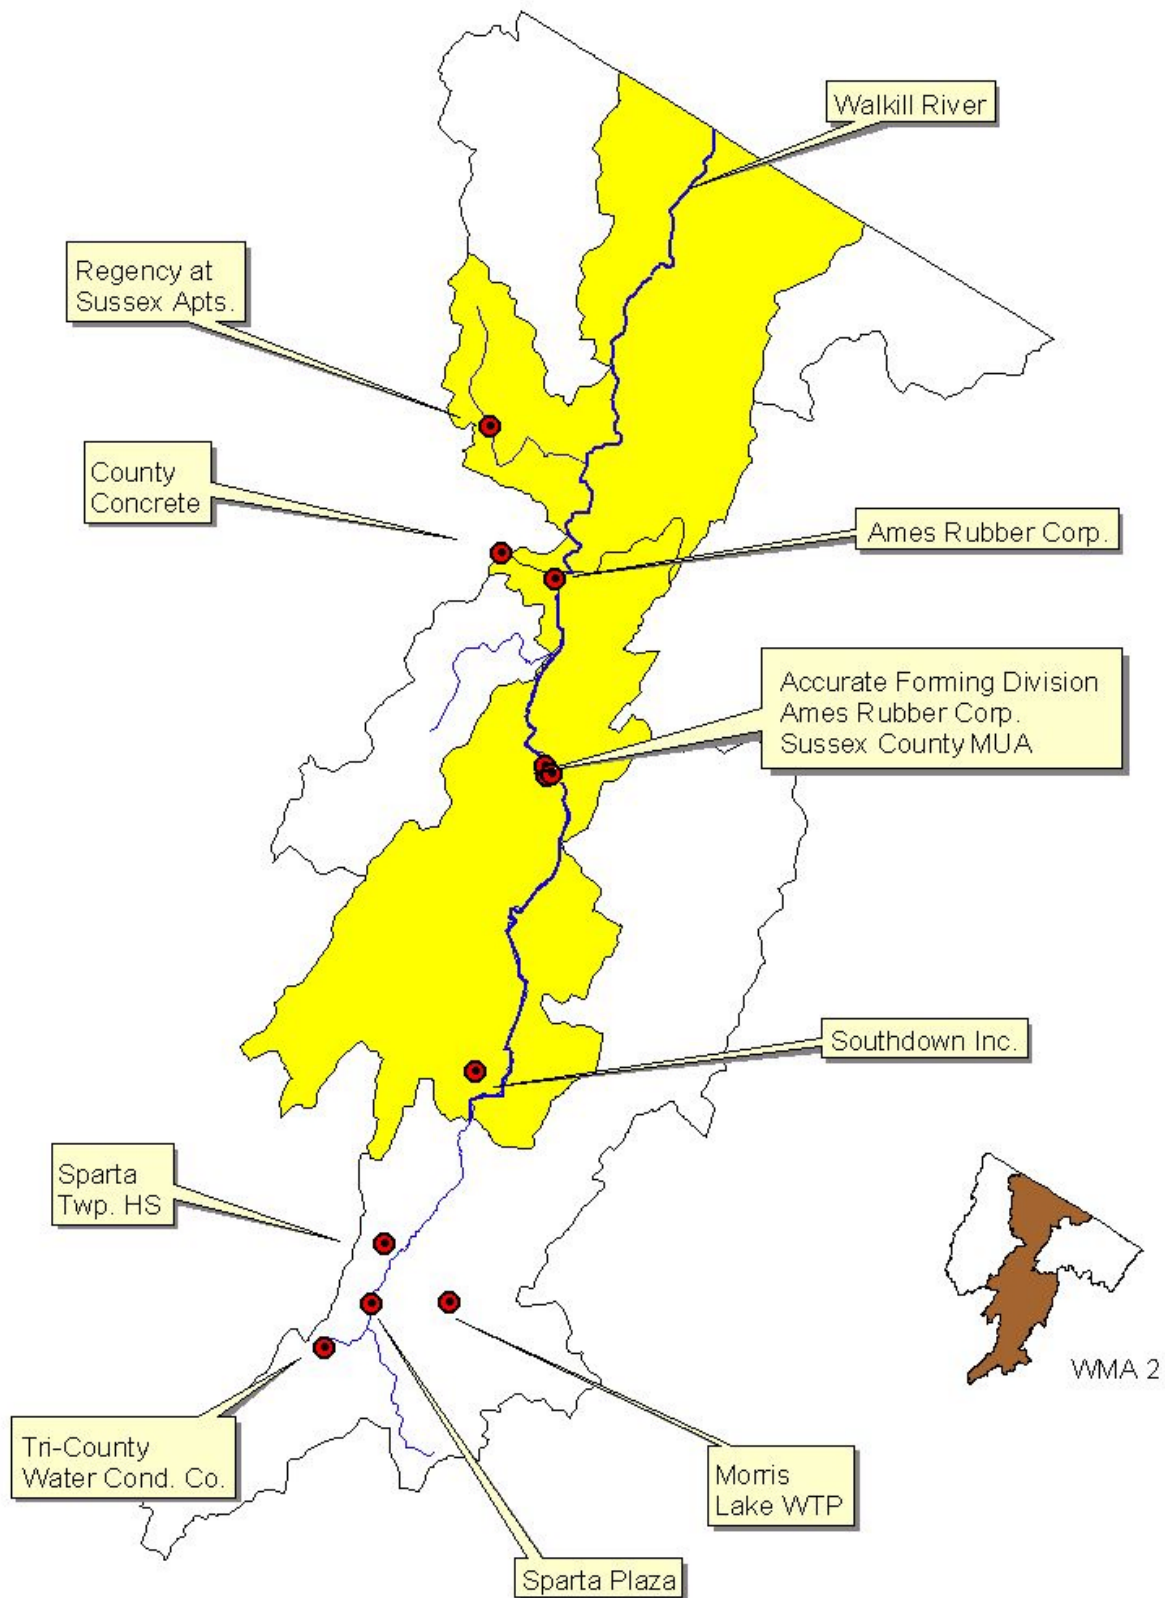 Walkill River
Regency at
Sussex Apts.
County
Concrete
Ames Rubber Corp.
Accurate Forming Division
Ames Rubber Corp.
Sussex County MUA
Southdown Inc.
Sparta
Twp. HS
WMA 2
Tri-County
Water Cond. Co.
Morris
Lake WTP
Sparta Plaza